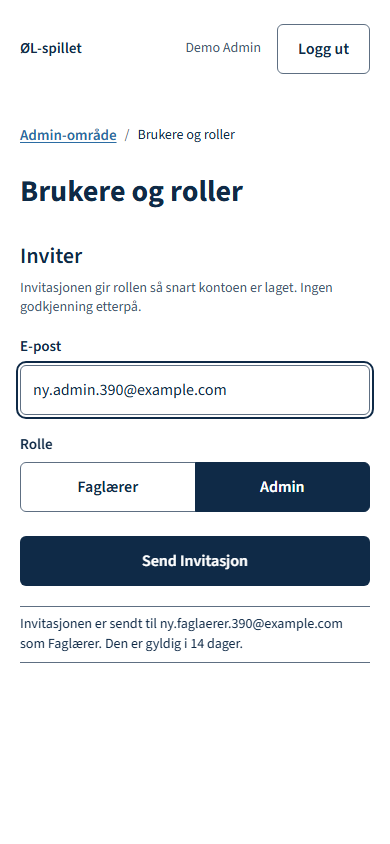 ØL-spillet
Demo Admin
Logg ut
Admin-område / Brukere og roller
Brukere og roller
Inviter
Invitasjonen gir rollen så snart kontoen er laget. Ingen
godkjenning etterpå.
E-post
ny.admin.390@example.com
Rolle
Faglærer
Admin
Send Invitasjon
Invitasjonen er sendt til ny.faglaerer.390@example.com
som Faglærer. Den er gyldig i 14 dager.